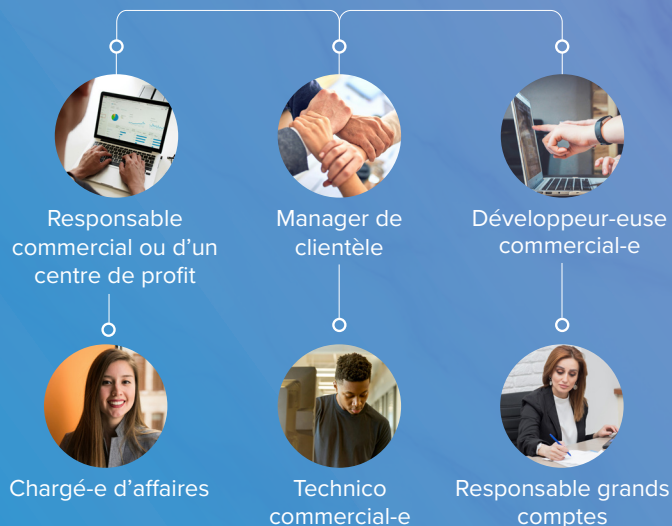 Responsable
commercial ou d'un
centre de profit
Manager de
clientèle
Développeur-euse
commercial-e
Chargé-e d'affaires
Technico
commercial-e
Responsable grands
comptes